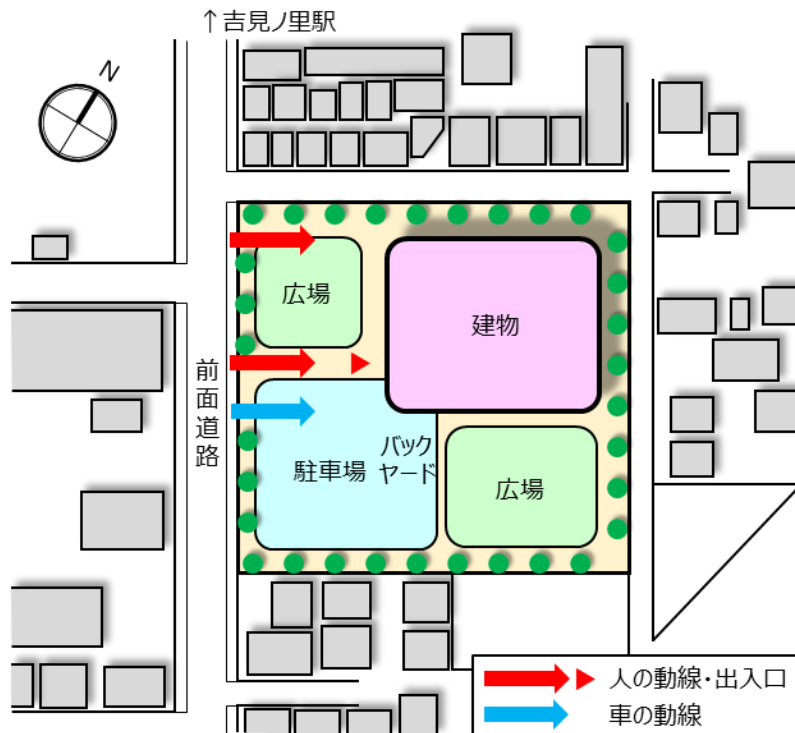 ↑吉見ノ里駅
N
広場
建物
前面道路
駐車場
バック
ヤード
広場
人の動線・出入口
車の動線